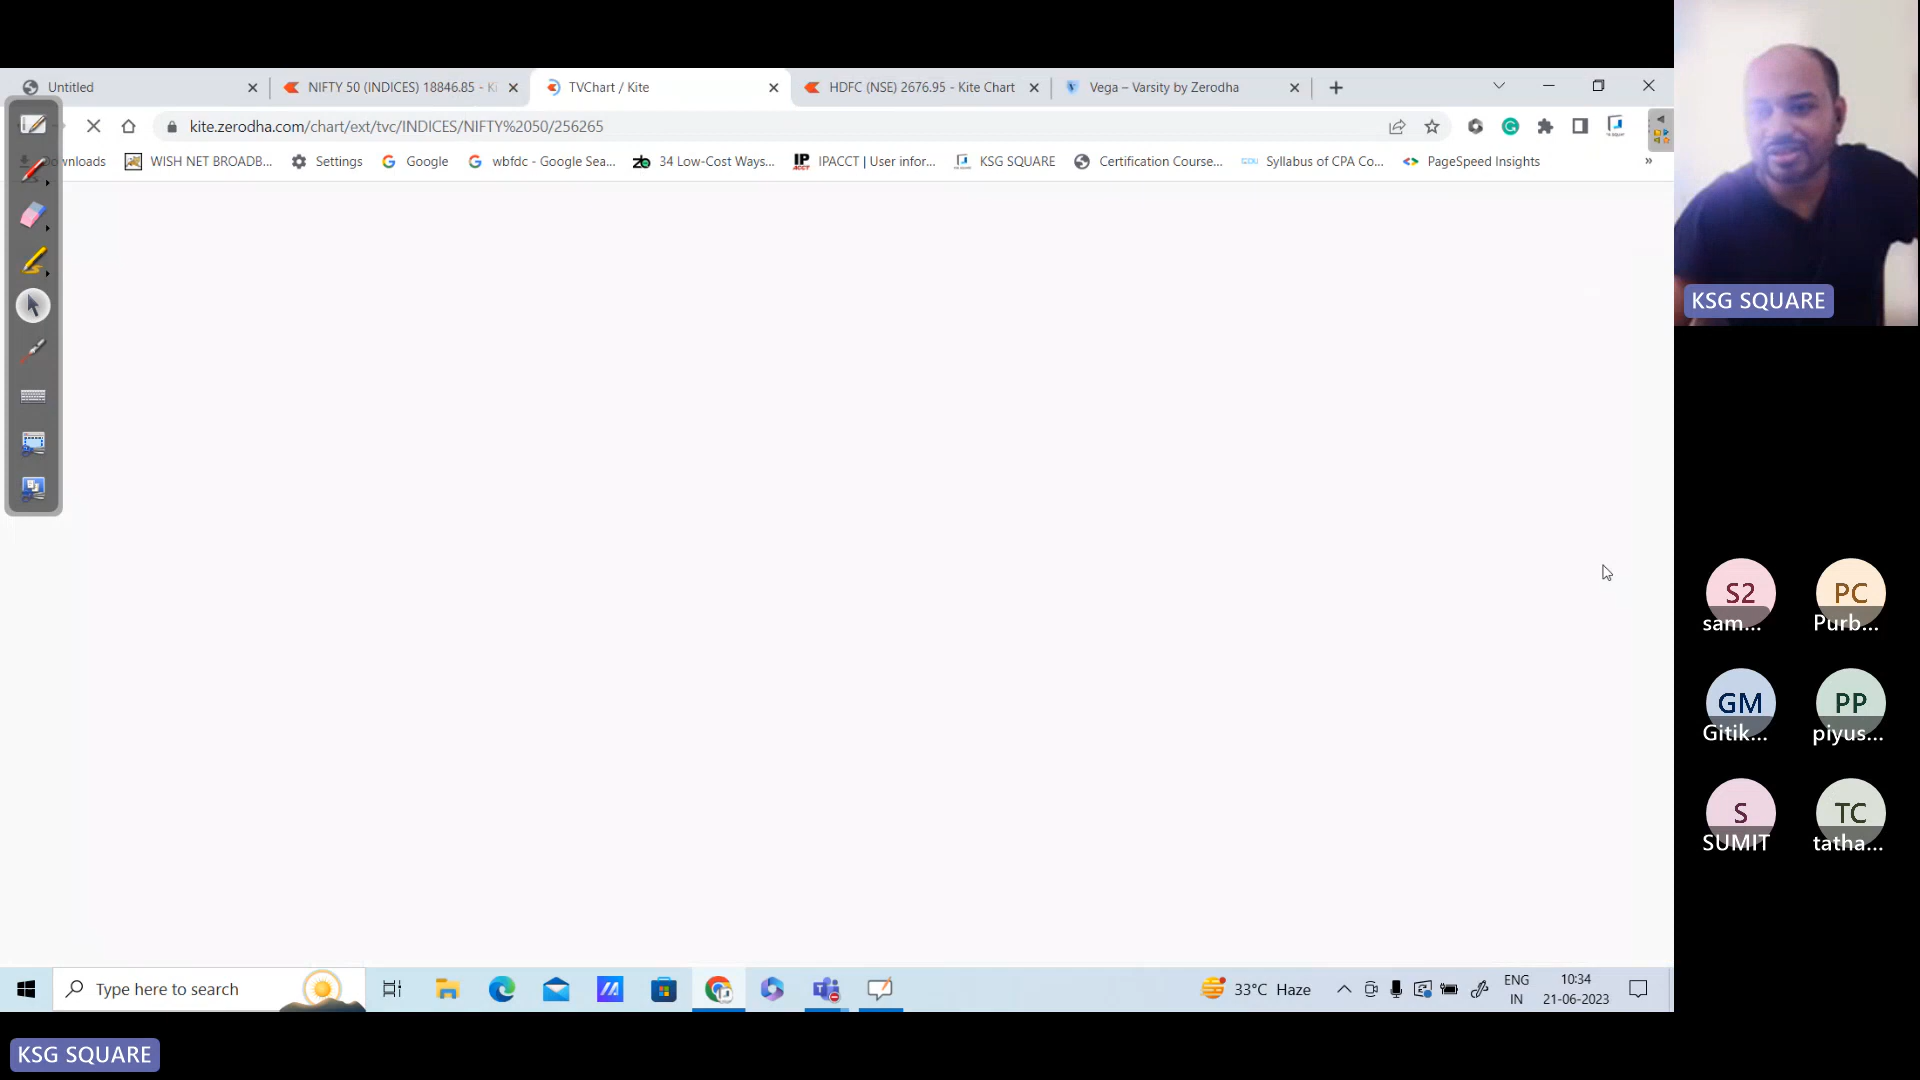 Untitled
NIFTY 50 (INDICES) 18846.85 - Ki
TVChart / Kite
HDFC (NSE) 2676.95 - Kite Chart
Vega – Varsity by Zerodha
kite.zerodha.com/chart/ext/tvc/INDICES/NIFTY%2050/256265
ownloads
WISH NET BROADB...
Settings
Google
wbfdc - Google Sea...
34 Low-Cost Ways...
IPACCT | User infor...
KSG SQUARE
Certification Course...
Syllabus of CPA Co...
PageSpeed Insights
»
KSG SQUARE
S2
sam...
PC
Purb...
GM
Gitik...
PP
piyus...
S
SUMIT
TC
tatha...
Type here to search
33°C Haze
ENG
IN
10:34
21-06-2023
KSG SQUARE